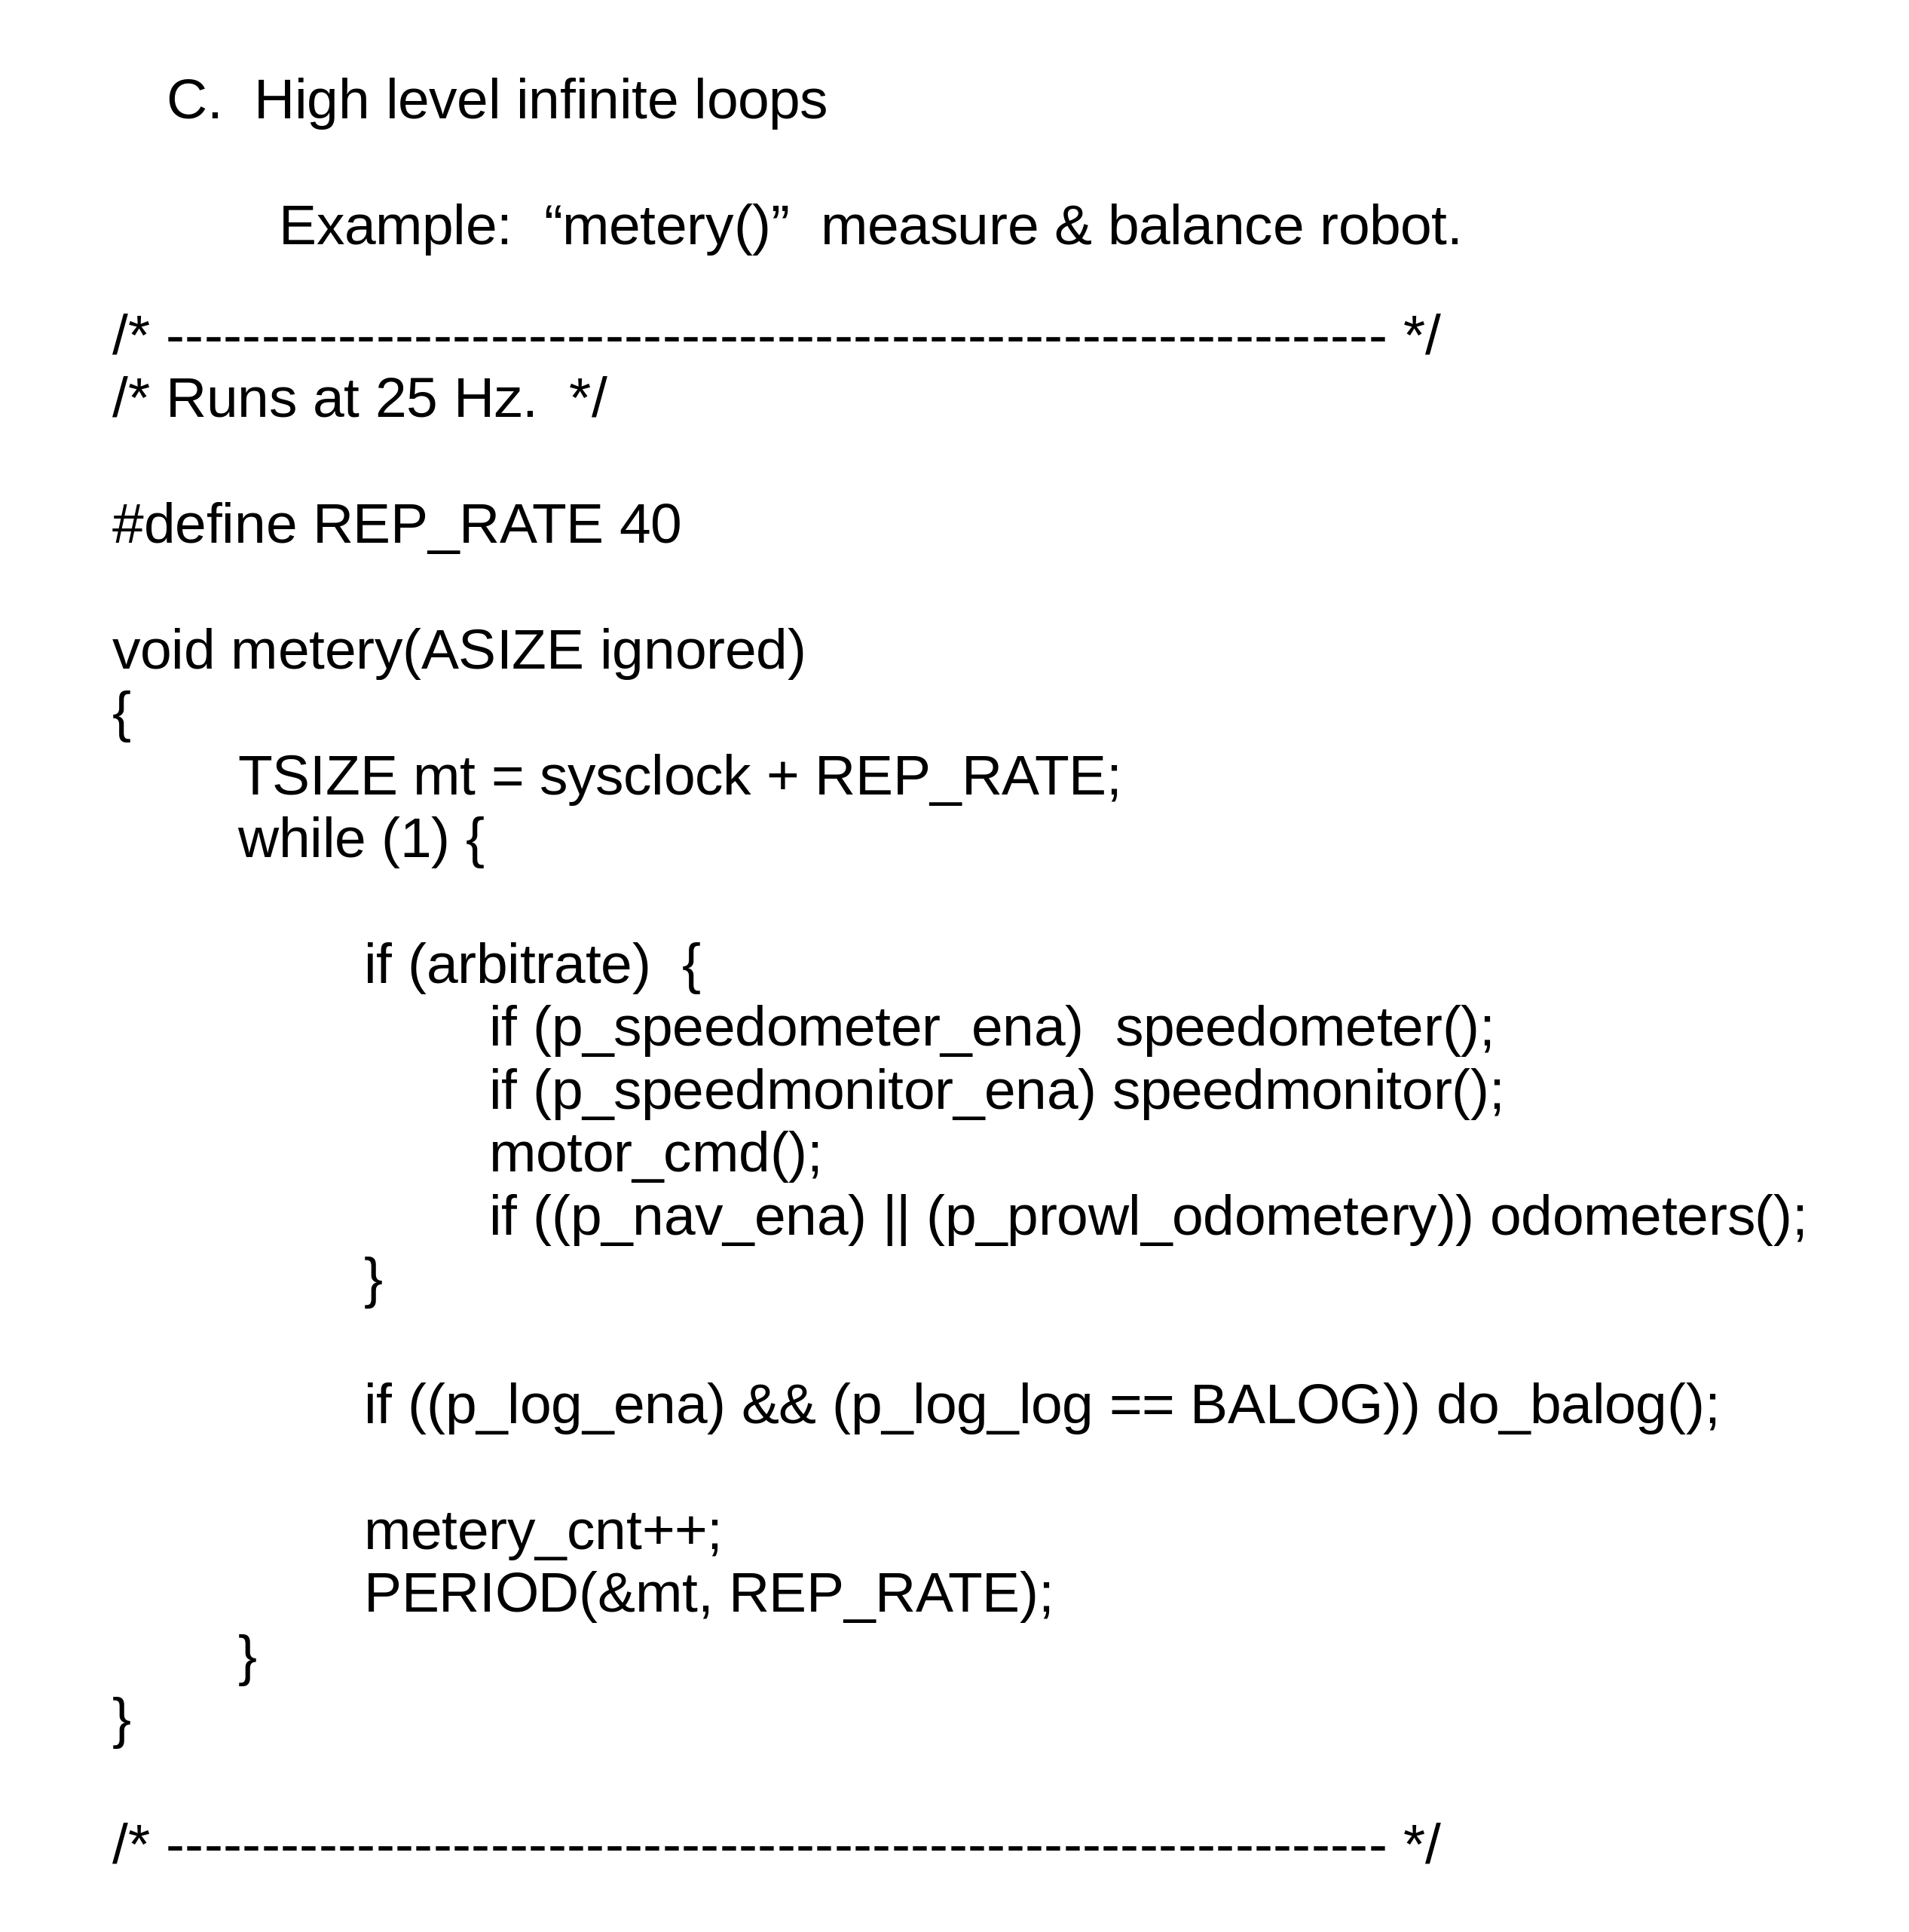 C.  High level infinite loops
Example:  “metery()”  measure & balance robot.
/* ---------------------------------------------------------------- */
/* Runs at 25 Hz.  */
#define REP_RATE 40
void metery(ASIZE ignored)
{
TSIZE mt = sysclock + REP_RATE;
while (1) {
if (arbitrate)  {
if (p_speedometer_ena)  speedometer();
if (p_speedmonitor_ena) speedmonitor();
motor_cmd();
if ((p_nav_ena) || (p_prowl_odometery)) odometers();
}
if ((p_log_ena) && (p_log_log == BALOG)) do_balog();
metery_cnt++;
PERIOD(&mt, REP_RATE);
}
}
/* ---------------------------------------------------------------- */